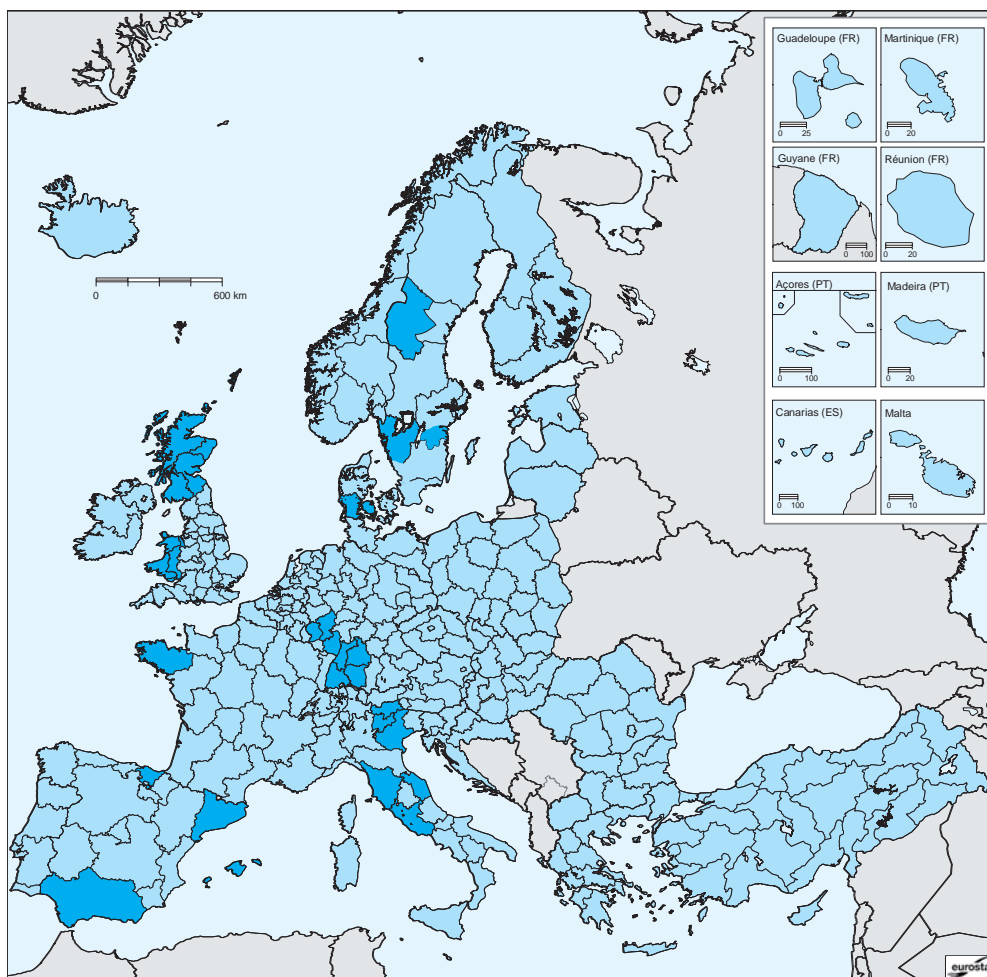 Guadeloupe (FR)
0 25
Martinique (FR)
0 20
Guyane (FR)
0 100
Réunion (FR)
0 20
Açores (PT)
0 100
Madeira (PT)
0 20
Canarias (ES)
0 100
Malta
0 10
0 600 km